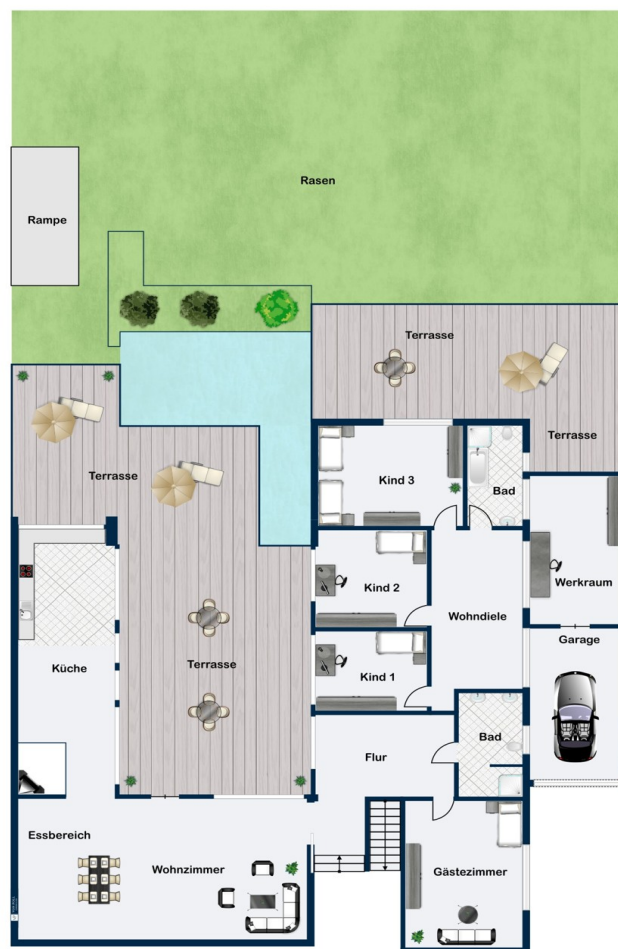 Rasen
Rampe
Terrasse
Terrasse
Terrasse
Kind 3
Bad
Werkraum
Kind 2
Wohndiele
Garage
Terrasse
Küche
Kind 1
Bad
Flur
Essbereich
Wohnzimmer
Gästezimmer